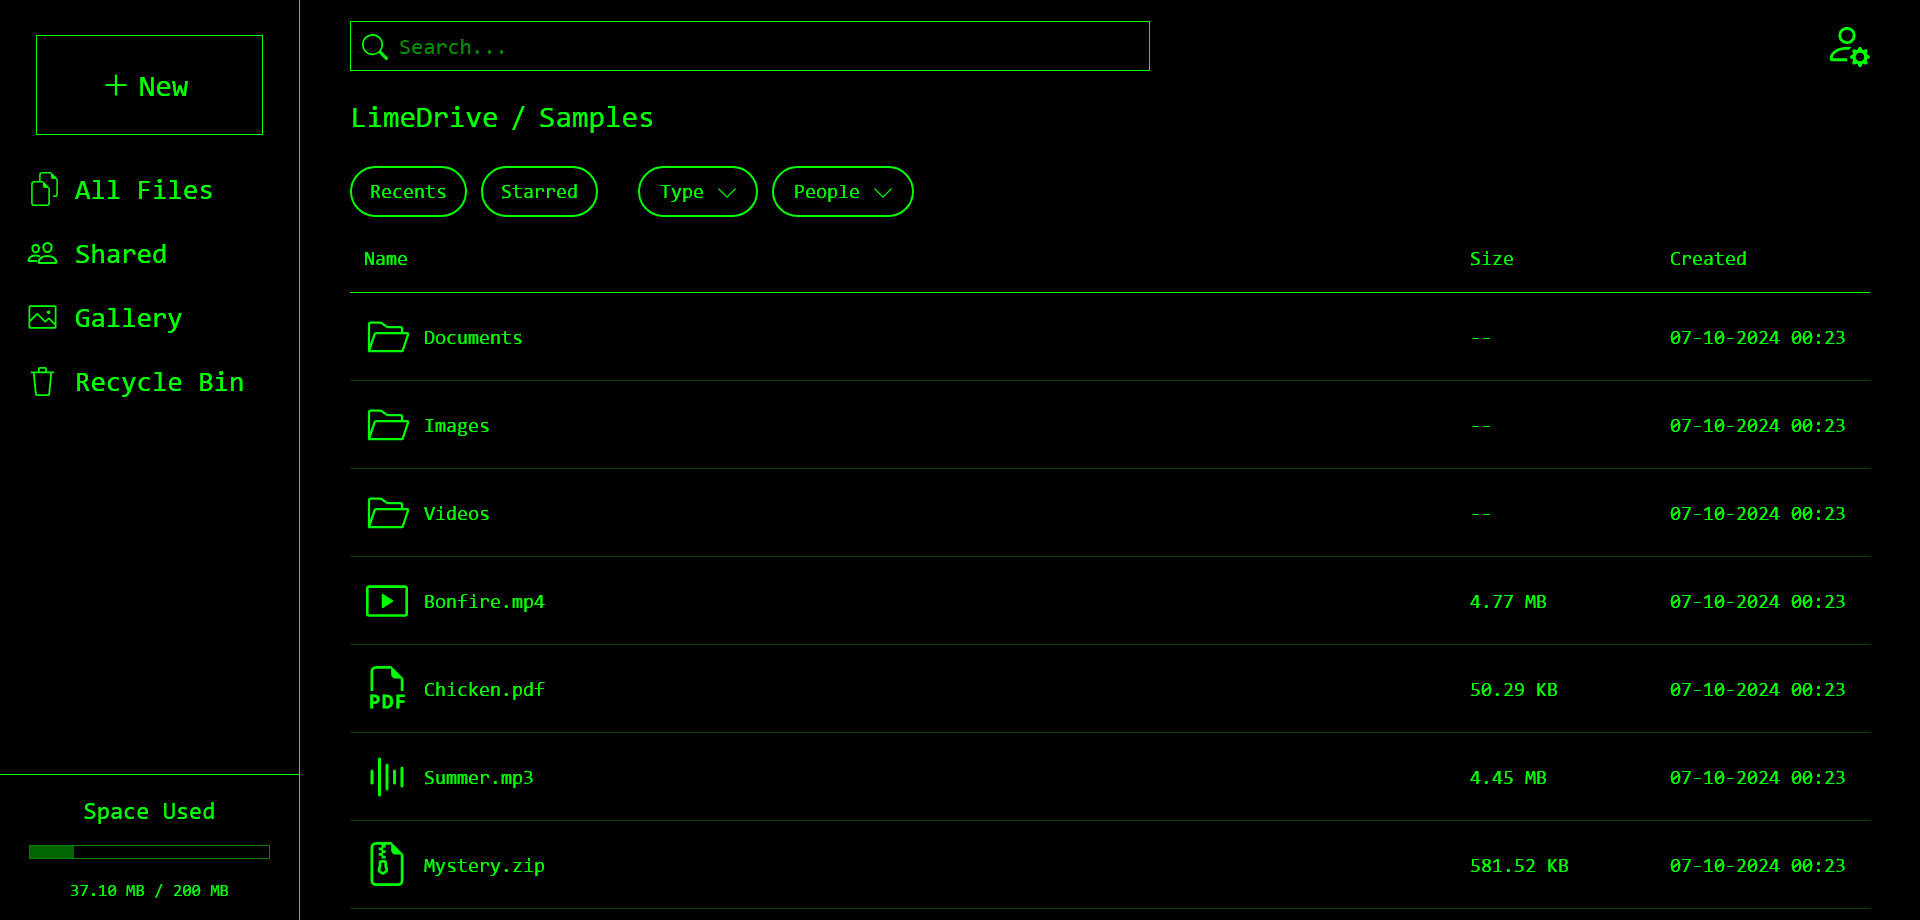 + New
All Files
Shared
Gallery
Recycle Bin
Space Used
37.10 MB / 200 MB
Search...
LimeDrive / Samples
Recents Starred Type People
Name Size Created
Documents -- 07-10-2024 00:23
Images -- 07-10-2024 00:23
Videos -- 07-10-2024 00:23
Bonfire.mp4 4.77 MB 07-10-2024 00:23
PDF Chicken.pdf 50.29 KB 07-10-2024 00:23
Summer.mp3 4.45 MB 07-10-2024 00:23
Mystery.zip 581.52 KB 07-10-2024 00:23